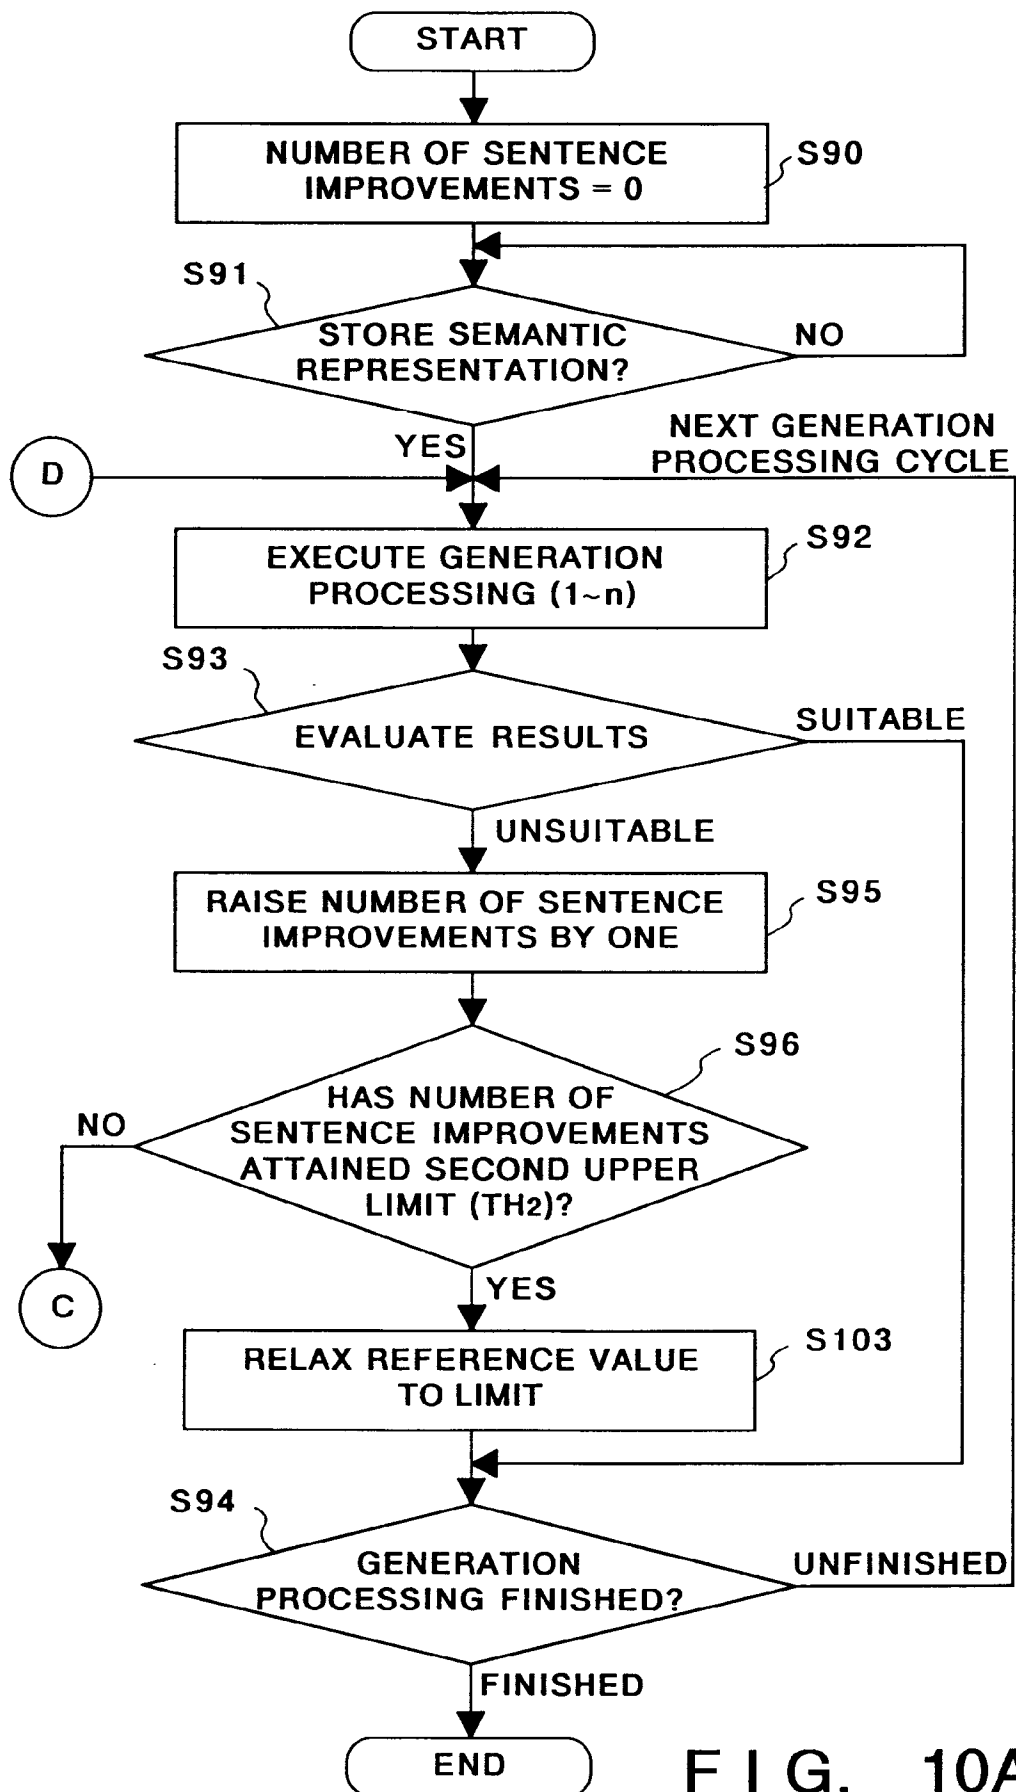 START
NUMBER OF SENTENCE
IMPROVEMENTS = 0
S90
S91
STORE SEMANTIC
REPRESENTATION?
NO
YES
NEXT GENERATION
PROCESSING CYCLE
D
EXECUTE GENERATION
PROCESSING (1~n)
S92
S93
EVALUATE RESULTS
SUITABLE
UNSUITABLE
RAISE NUMBER OF SENTENCE
IMPROVEMENTS BY ONE
S95
S96
HAS NUMBER OF
SENTENCE IMPROVEMENTS
ATTAINED SECOND UPPER
LIMIT (TH2)?
NO
C
YES
RELAX REFERENCE VALUE
TO LIMIT
S103
S94
GENERATION
PROCESSING FINISHED?
UNFINISHED
FINISHED
END
FIG. 10A